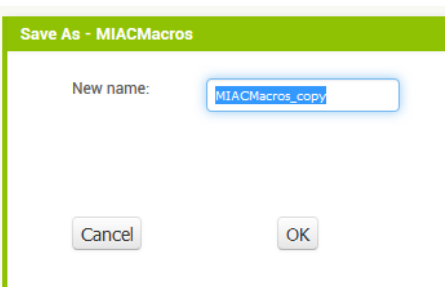 Save As - MIACMacros
New name:
MIACMacros_copy
Cancel
OK